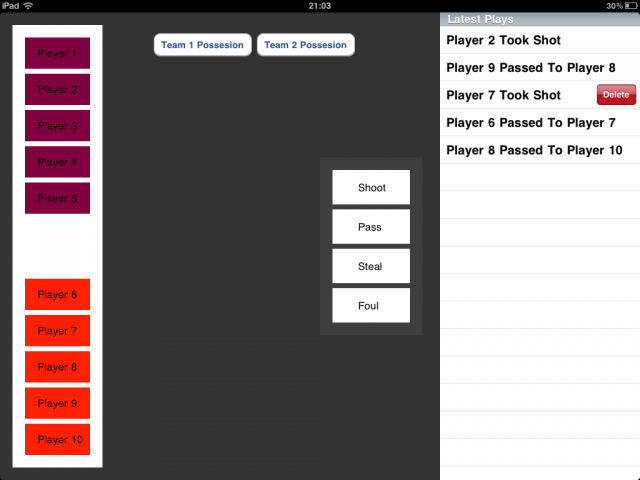 iPad 21:03 30%
Player 1
Player 2
Player 3
Player 4
Player 5
Player 6
Player 7
Player 8
Player 9
Player 10
Team 1 Possesion Team 2 Possesion
Shoot
Pass
Steal
Foul
Latest Plays
Player 2 Took Shot
Player 9 Passed To Player 8
Player 7 Took Shot Delete
Player 6 Passed To Player 7
Player 8 Passed To Player 10